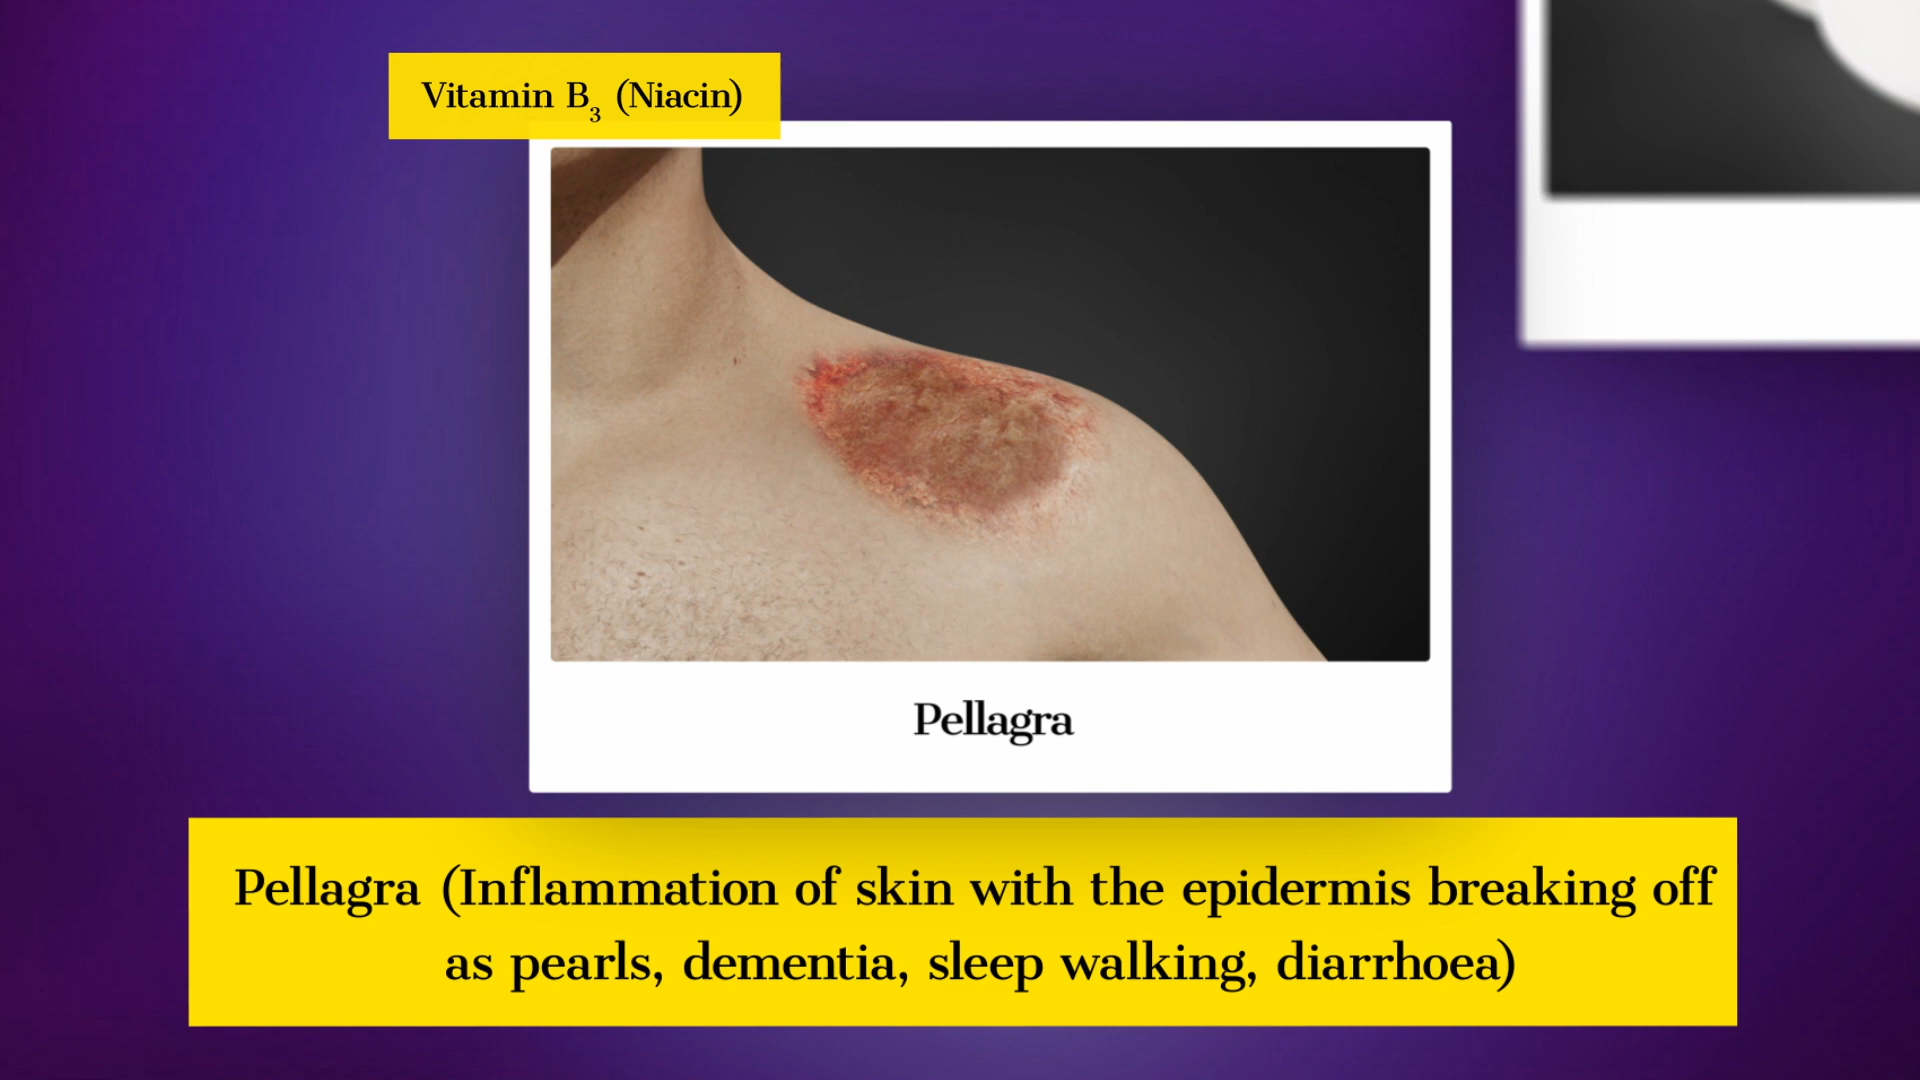 Vitamin B₃ (Niacin)
Pellagra
Pellagra (Inflammation of skin with the epidermis breaking off
as pearls, dementia, sleep walking, diarrhoea)